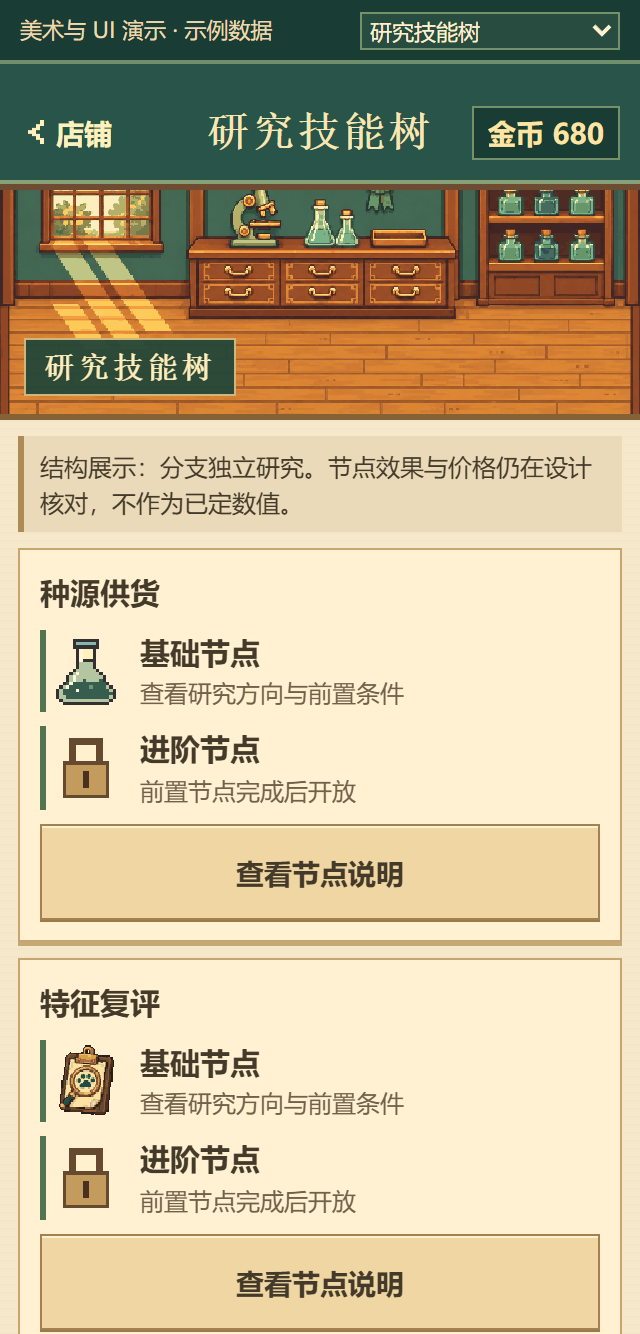 美术与 UI 演示 · 示例数据
研究技能树
店铺
研究技能树
金币 680
研究技能树
结构展示：分支独立研究。节点效果与价格仍在设计
核对，不作为已定数值。
种源供货
基础节点
查看研究方向与前置条件
进阶节点
前置节点完成后开放
查看节点说明
特征复评
基础节点
查看研究方向与前置条件
进阶节点
前置节点完成后开放
查看节点说明